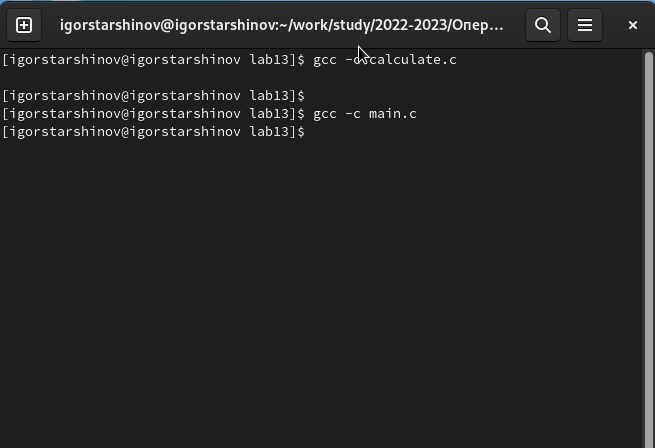 igorstarshinov@igorstarshinov:~/work/study/2022-2023/Опер...
[igorstarshinov@igorstarshinov lab13]$ gcc -c calculate.c
[igorstarshinov@igorstarshinov lab13]$
[igorstarshinov@igorstarshinov lab13]$ gcc -c main.c
[igorstarshinov@igorstarshinov lab13]$